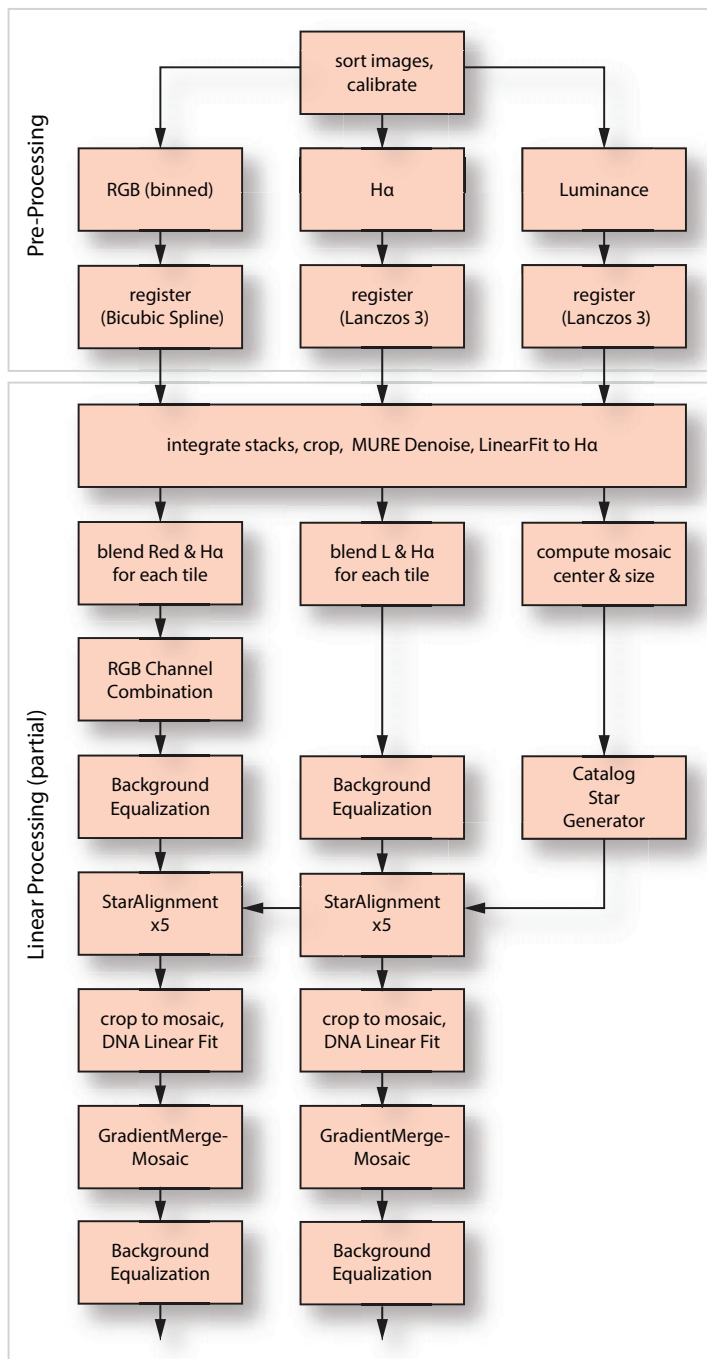 Pre-Processing
sort images,
calibrate
RGB (binned)
Hα
Luminance
register
(Bicubic Spline)
register
(Lanczos 3)
register
(Lanczos 3)
Linear Processing (partial)
integrate stacks, crop, MURE Denoise, LinearFit to Hα
blend Red & Hα
for each tile
blend L & Hα
for each tile
compute mosaic
center & size
RGB Channel
Combination
Background
Equalization
Background
Equalization
Catalog
Star
Generator
StarAlignment
x5
StarAlignment
x5
crop to mosaic,
DNA Linear Fit
crop to mosaic,
DNA Linear Fit
GradientMerge-
Mosaic
GradientMerge-
Mosaic
Background
Equalization
Background
Equalization